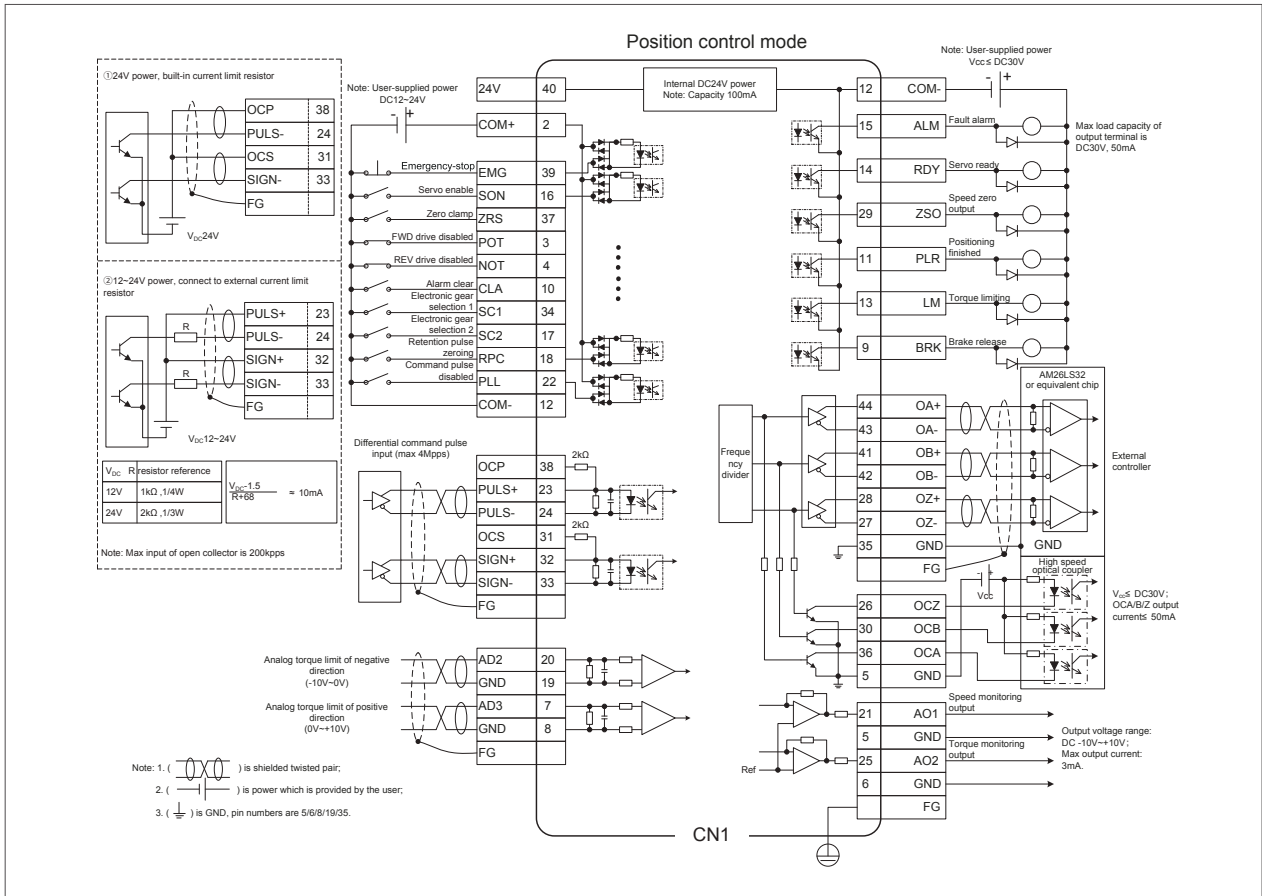 Position control mode
①24V power, built-in current limit resistor
OCP 38
PULS- 24
OCS 31
SIGN- 33
FG
VDC24V
②12~24V power, connect to external current limit
resistor
PULS+ 23
R PULS- 24
SIGN+ 32
R SIGN- 33
FG
VDC12~24V
VDC R resistor reference
12V 1kΩ ,1/4W
24V 2kΩ ,1/3W
VDC-1.5
R+68
≈ 10mA
Note: Max input of open collector is 200kpps
Note: User-supplied power
DC12~24V
- +
24V 40
COM+ 2
Emergency-stop EMG 39
Servo enable SON 16
Zero clamp ZRS 37
FWD drive disabled POT 3
REV drive disabled NOT 4
Alarm clear CLA 10
Electronic gear
selection 1 SC1 34
Electronic gear
selection 2 SC2 17
Retention pulse
zeroing RPC 18
Command pulse
disabled PLL 22
COM- 12
Differential command pulse
input (max 4Mpps)
OCP 38 2kΩ
PULS+ 23
PULS- 24
OCS 31 2kΩ
SIGN+ 32
SIGN- 33
FG
Analog torque limit of negative
direction
(-10V~0V)
AD2 20
GND 19
Analog torque limit of positive
direction
(0V~+10V)
AD3 7
GND 8
FG
Note: 1. ( ) is shielded twisted pair;
2. ( ) is power which is provided by the user;
3. ( ) is GND, pin numbers are 5/6/8/19/35.
Internal DC24V power
Note: Capacity 100mA
Note: User-supplied power
Vcc≤ DC30V
- +
12 COM-
15 ALM Fault alarm
14 RDY Servo ready
29 ZSO Speed zero
output
11 PLR Positioning
finished
13 LM Torque limiting
9 BRK Brake release
Max load capacity of
output terminal is
DC30V, 50mA
AM26LS32
or equivalent chip
Freque
ncy
divider
44 OA+
43 OA-
41 OB+
42 OB-
28 OZ+
27 OZ-
35 GND
FG
External
controller
GND
High speed
optical coupler
- +
Vcc
26 OCZ
30 OCB
36 OCA
5 GND
Vcc≤ DC30V;
OCA/B/Z output
current≤ 50mA
Speed monitoring
output
21 AO1
5 GND
Torque monitoring
output
25 AO2
6 GND
FG
Ref
Output voltage range:
DC -10V~+10V;
Max output current:
3mA.
CN1